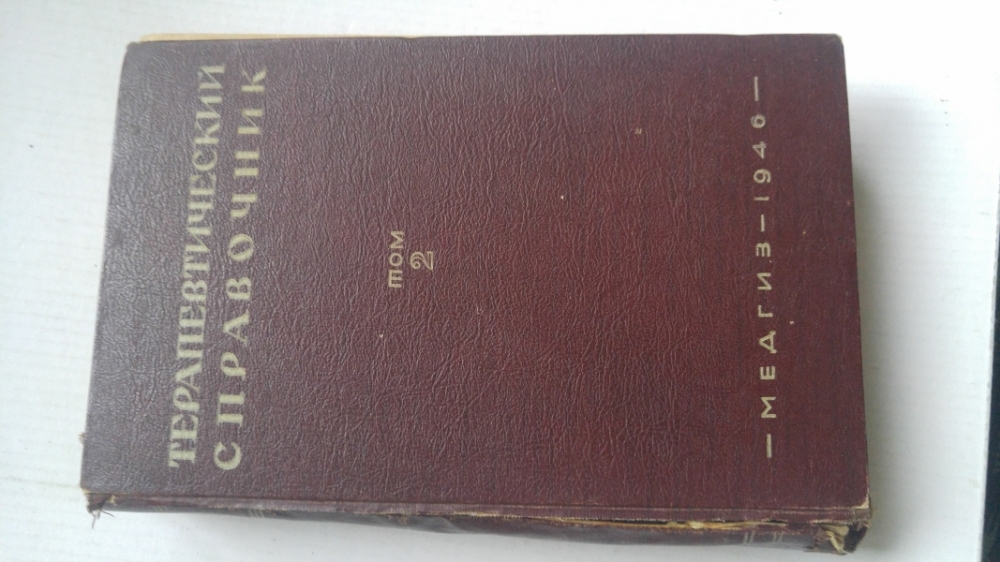 ТЕРАПЕВТИЧЕСКИЙ
СПРАВОЧНИК
ТОМ
2
— МЕДГИЗ — 1946 —